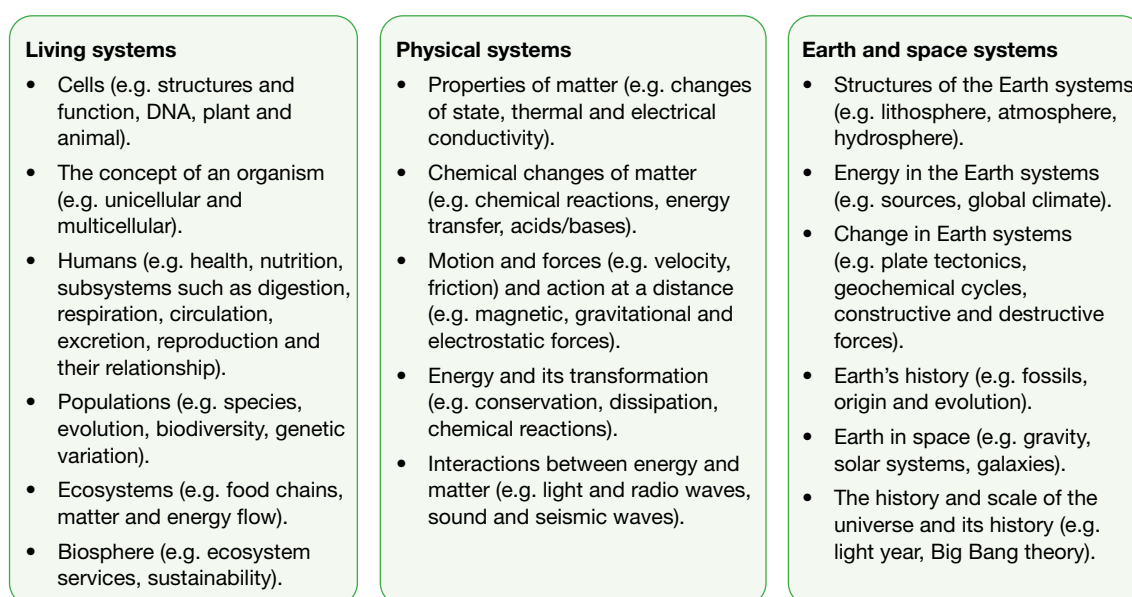 Living systems
• Cells (e.g. structures and
function, DNA, plant and
animal).
• The concept of an organism
(e.g. unicellular and
multicellular).
• Humans (e.g. health, nutrition,
subsystems such as digestion,
respiration, circulation,
excretion, reproduction and
their relationship).
• Populations (e.g. species,
evolution, biodiversity, genetic
variation).
• Ecosystems (e.g. food chains,
matter and energy flow).
• Biosphere (e.g. ecosystem
services, sustainability).
Physical systems
• Properties of matter (e.g. changes
of state, thermal and electrical
conductivity).
• Chemical changes of matter
(e.g. chemical reactions, energy
transfer, acids/bases).
• Motion and forces (e.g. velocity,
friction) and action at a distance
(e.g. magnetic, gravitational and
electrostatic forces).
• Energy and its transformation
(e.g. conservation, dissipation,
chemical reactions).
• Interactions between energy and
matter (e.g. light and radio waves,
sound and seismic waves).
Earth and space systems
• Structures of the Earth systems
(e.g. lithosphere, atmosphere,
hydrosphere).
• Energy in the Earth systems
(e.g. sources, global climate).
• Change in Earth systems
(e.g. plate tectonics,
geochemical cycles,
constructive and destructive
forces).
• Earth’s history (e.g. fossils,
origin and evolution).
• Earth in space (e.g. gravity,
solar systems, galaxies).
• The history and scale of the
universe and its history (e.g.
light year, Big Bang theory).